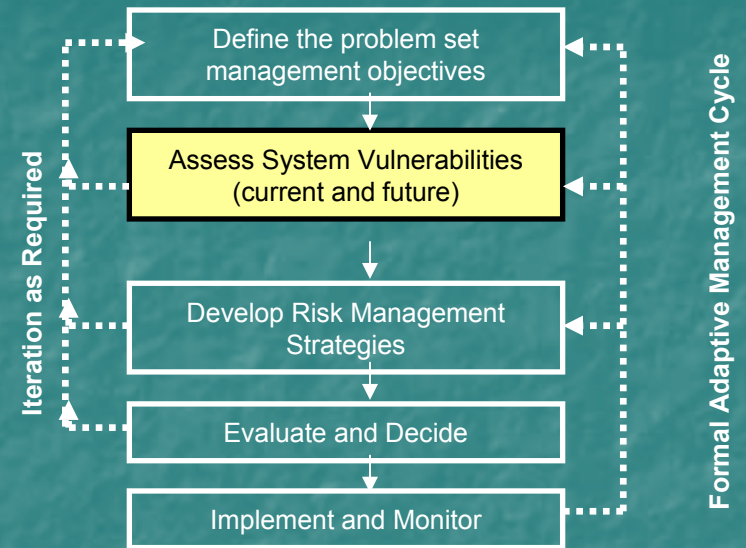 Define the problem set
management objectives
Assess System Vulnerabilities
(current and future)
Develop Risk Management
Strategies
Evaluate and Decide
Implement and Monitor
Iteration as Required
Formal Adaptive Management Cycle